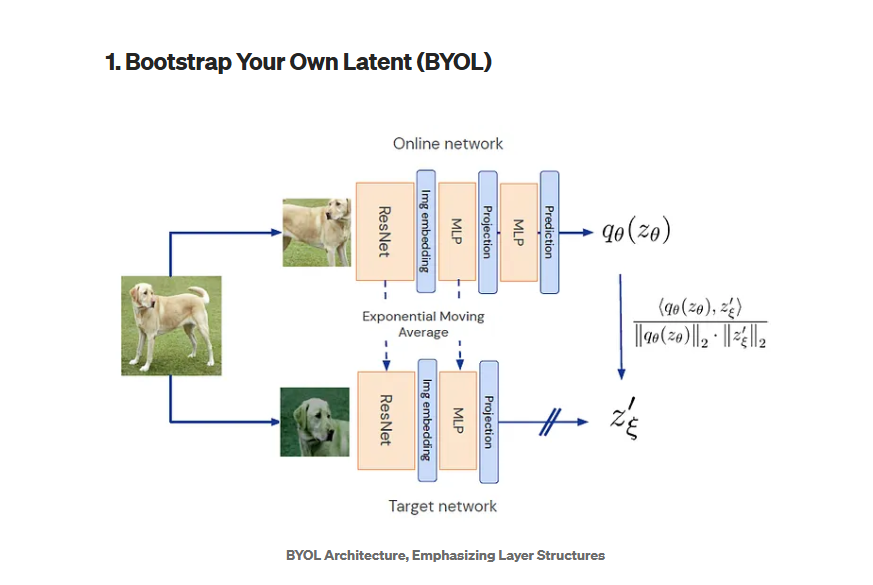 1. Bootstrap Your Own Latent (BYOL)
Online network
ResNet
Img embedding
MLP
Projection
MLP
Prediction
qθ(zθ)
Exponential Moving
Average
⟨qθ(zθ), z′ξ⟩
‖qθ(zθ)‖₂ · ‖z′ξ‖₂
ResNet
Img embedding
MLP
Projection
z′ξ
Target network
BYOL Architecture, Emphasizing Layer Structures